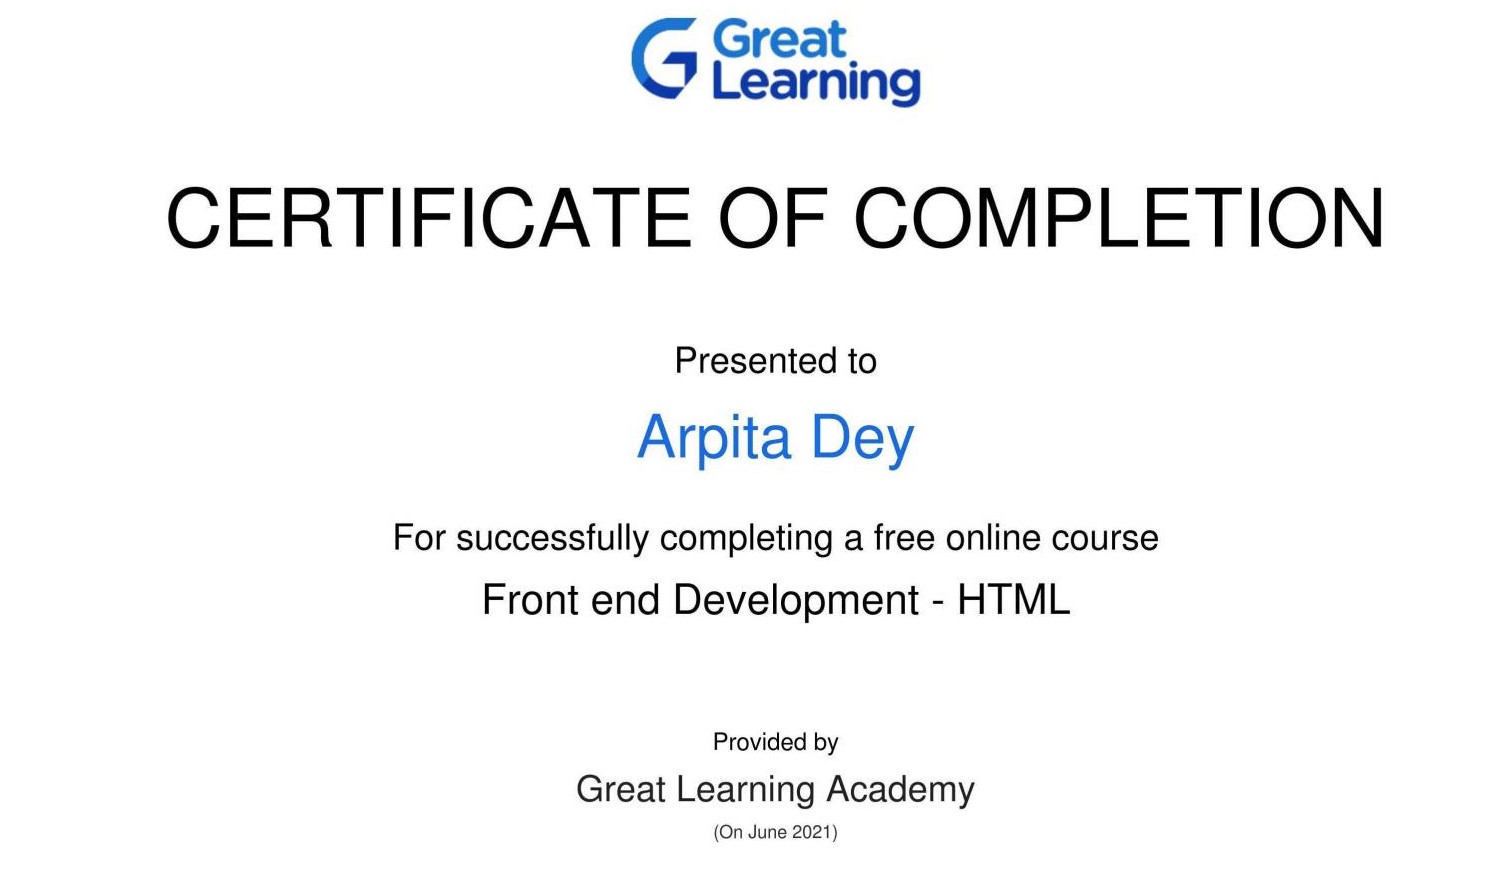 Great
Learning
CERTIFICATE OF COMPLETION
Presented to
Arpita Dey
For successfully completing a free online course
Front end Development - HTML
Provided by
Great Learning Academy
(On June 2021)